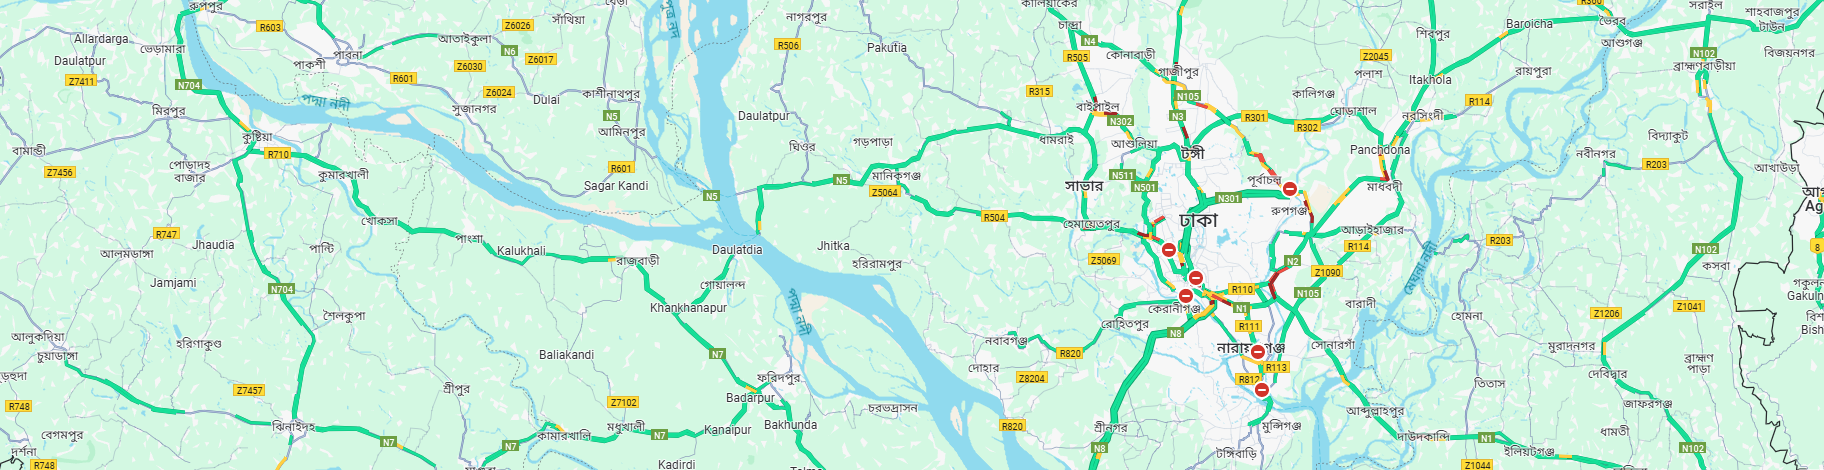 রূপপুর
R603
Z6026
সাঁথিয়া
বেড়া
নাগরপুর
কালিয়াকৈর
চান্দ্রা
R360
ভৈরব
সরাইল
শাহবাজপুর
টাউন
Allardarga
ভেড়ামারা
আতাইকুলা
N6
Z6017
R506
Pakutia
N4
কোনাবাড়ী
Baroicha
শিবপুর
আশুগঞ্জ
N102
বিজয়নগর
Daulatpur
পাবনা
পাকশী
Z6030
R505
Z2045
ব্রাহ্মণবাড়ীয়া
Z7411
N704
R601
Z6024
Dulai
কাশীনাথপুর
R315
গাজীপুর
পলাশ
Itakhola
রায়পুরা
মিরপুর
পদ্মা নদী
সুজানগর
N5
Daulatpur
বাইপাইল
N105
কালিগঞ্জ
R114
কুষ্টিয়া
আমিনপুর
N302
N3
R301
R302
ঘোড়াশাল
নরসিংদী
বিদ্যাকুট
বামান্ডী
R710
ঘিওর
গড়পাড়া
ধামরাই
আশুলিয়া
টঙ্গী
Panchdona
নবীনগর
R203
আখাউড়া
Z7456
পোড়াদহ
বাজার
কুমারখালী
R601
Sagar Kandi
N5
N5
মানিকগঞ্জ
Z5064
সাভার
N511
N501
N301
পূর্বাচল
মাধবদী
খোকসা
R504
হেমায়েতপুর
ঢাকা
রুপগঞ্জ
Ag
R747
আলমডাঙ্গা
Jhaudia
পান্টি
পাংশা
Kalukhali
রাজবাড়ী
Daulatdia
Jhitka
হরিরামপুর
Z5069
N2
আড়াইহাজার
R114
R203
মেঘনা নদী
N102
কসবা
8
Jamjami
N704
গোয়ালন্দ
পদ্মা নদী
R110
N105
Z1090
Z1041
শৈলকুপা
Khankhanapur
রোহিতপুর
কেরানীগঞ্জ
N1
বারাদী
হোমনা
Z1206
আলুকদিয়া
হরিণাকুণ্ড
নবাবগঞ্জ
N8
R111
চুয়াডাঙ্গা
Baliakandi
N7
R820
সোনারগাঁ
মুরাদনগর
ব্রাহ্মণ
পাড়া
Z7457
শ্রীপুর
ফরিদপুর
দোহার
Z8204
R113
R812
তিতাস
দেবিদ্বার
R748
Z7102
Badarpur
চরভদ্রাসন
আব্দুল্লাহপুর
জাফরগঞ্জ
বেগমপুর
ঝিনাইদহ
N7
N7
কামারখালি
মধুখালী
N7
Kanaipur
Bakhunda
R820
শ্রীনগর
মুন্সিগঞ্জ
দাউদকান্দি
N1
ধামতী
দর্শনা
R748
Kadirdi
N8
টঙ্গিবাড়ি
Z1044
ইলিয়টগঞ্জ
N102